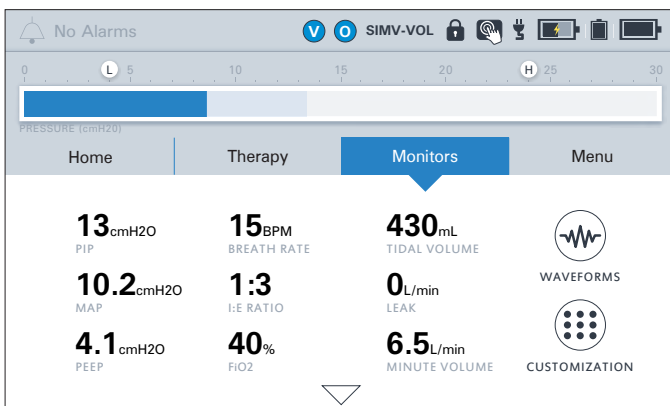 No Alarms V O SIMV-VOL
0 L 5 10 15 20 H 25 30
PRESSURE (cmH20)
Home Therapy Monitors Menu
13cmH2O 15BPM 430mL
PIP BREATH RATE TIDAL VOLUME
WAVEFORMS
10.2cmH2O 1:3 0L/min
MAP I:E RATIO LEAK
4.1cmH2O 40% 6.5L/min
PEEP FiO2 MINUTE VOLUME CUSTOMIZATION